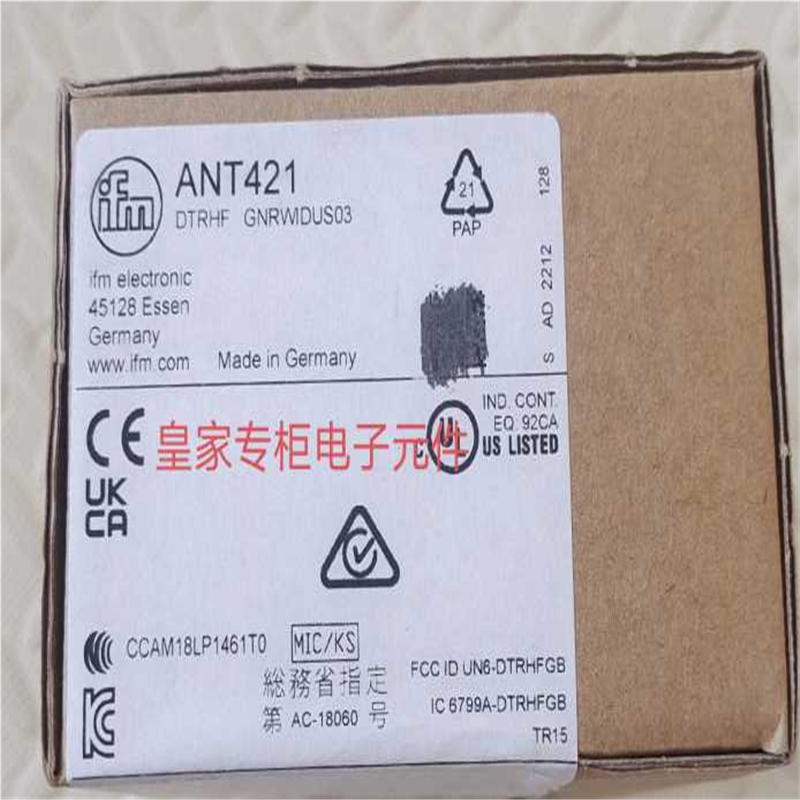 ifm
ANT421
DTRHF GNRWIDUS03
21
PAP
ifm electronic
45128 Essen
Germany
www.ifm.com
Made in Germany
S AD 2212 128
CE
皇家专柜电子元件
UK
CA
c UL
IND. CONT.
EQ. 92CA
US LISTED
CCAM18LP1461T0
MIC/KS
総務省指定
第 AC-18060 号
FCC ID UN6-DTRHFGB
IC 6799A-DTRHFGB
TR15